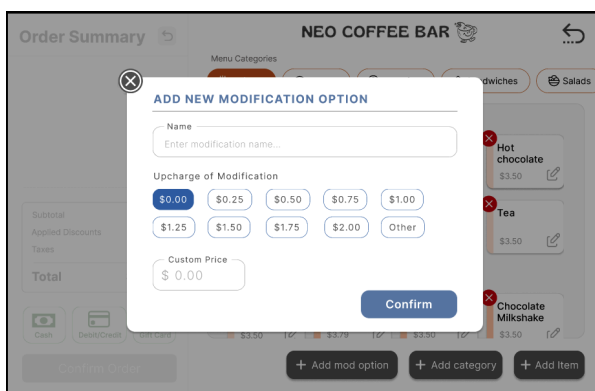 Order Summary
NEO COFFEE BAR
Menu Categories
dwiches
Salads
ADD NEW MODIFICATION OPTION
Name
Enter modification name...
Upcharge of Modification
$0.00
$0.25
$0.50
$0.75
$1.00
$1.25
$1.50
$1.75
$2.00
Other
Custom Price
$ 0.00
Confirm
Hot
chocolate
$3.50
Tea
$3.50
Chocolate
Milkshake
$3.50
Subtotal
Applied Discounts
Taxes
Total
Cash
Debit/Credit
Gift Card
$3.50
$3.79
$3.50
Confirm Order
+ Add mod option
+ Add category
+ Add Item